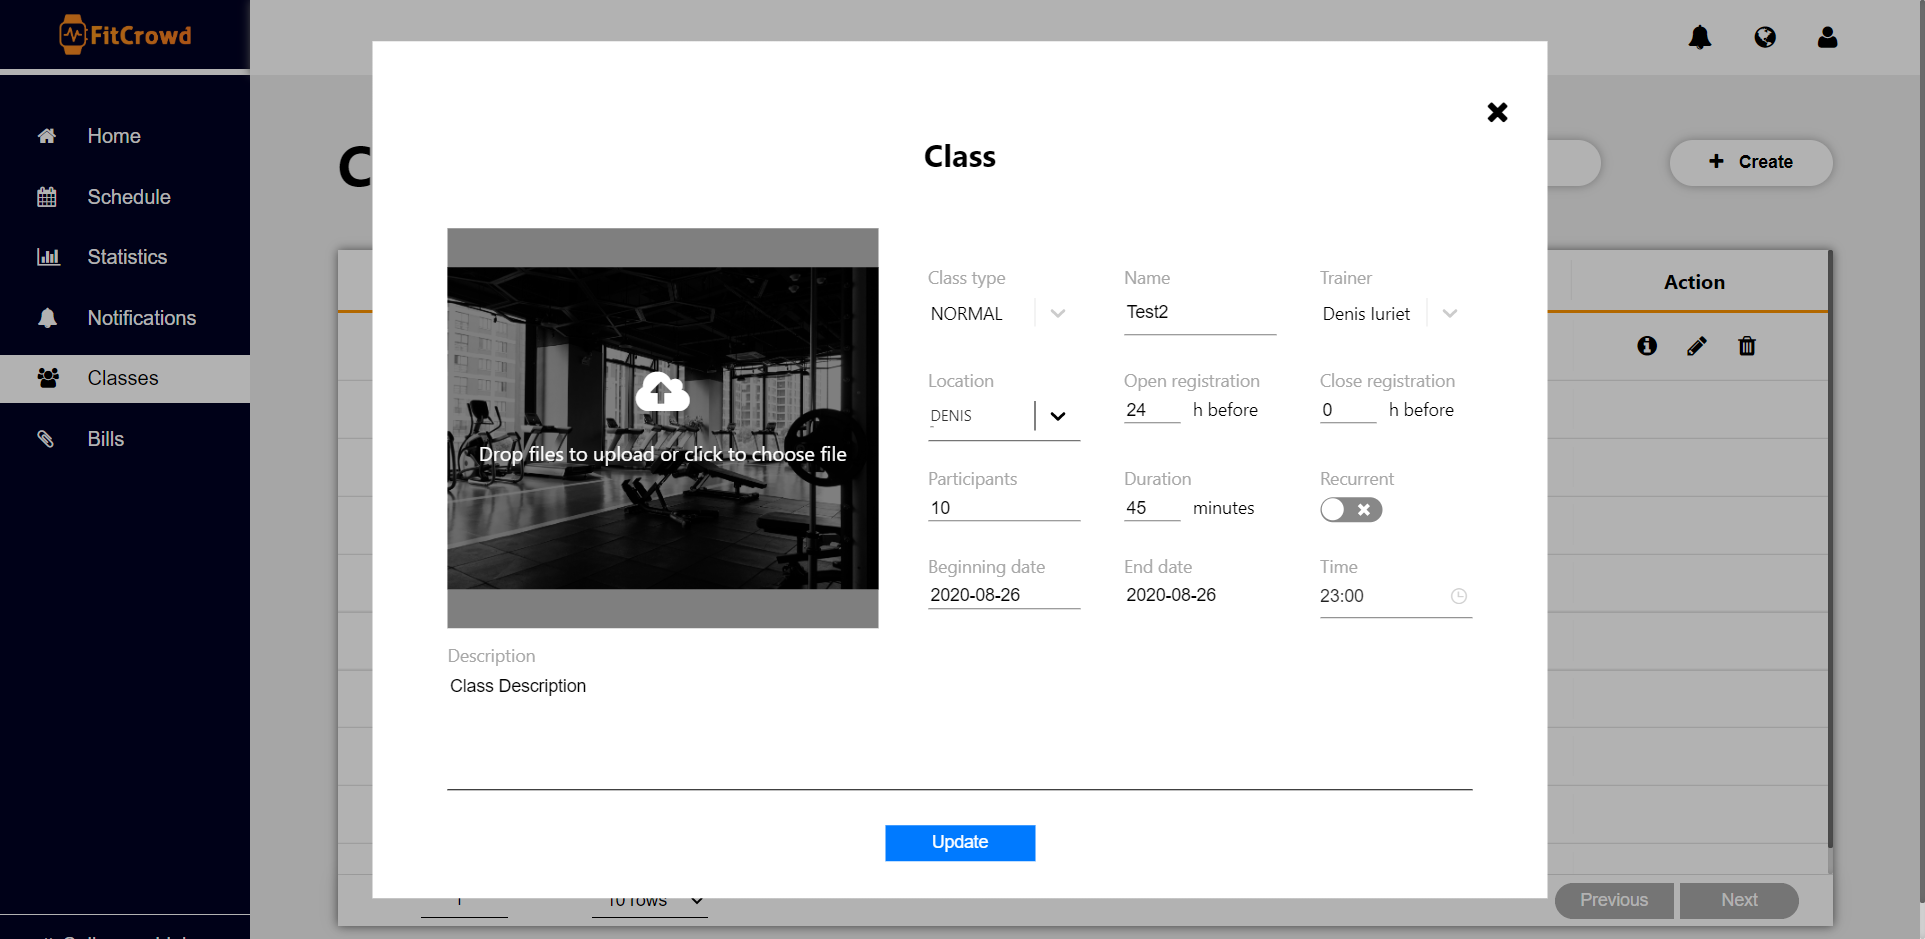 FitCrowd
Home
Schedule
Statistics
Notifications
Classes
Bills
Create
Action
Class
Drop files to upload or click to choose file
Class type
NORMAL
Name
Test2
Trainer
Denis Iuriet
Location
DENIS
Open registration
24 h before
Close registration
0 h before
Participants
10
Duration
45 minutes
Recurrent
Beginning date
2020-08-26
End date
2020-08-26
Time
23:00
Description
Class Description
Update
10 rows
Previous
Next